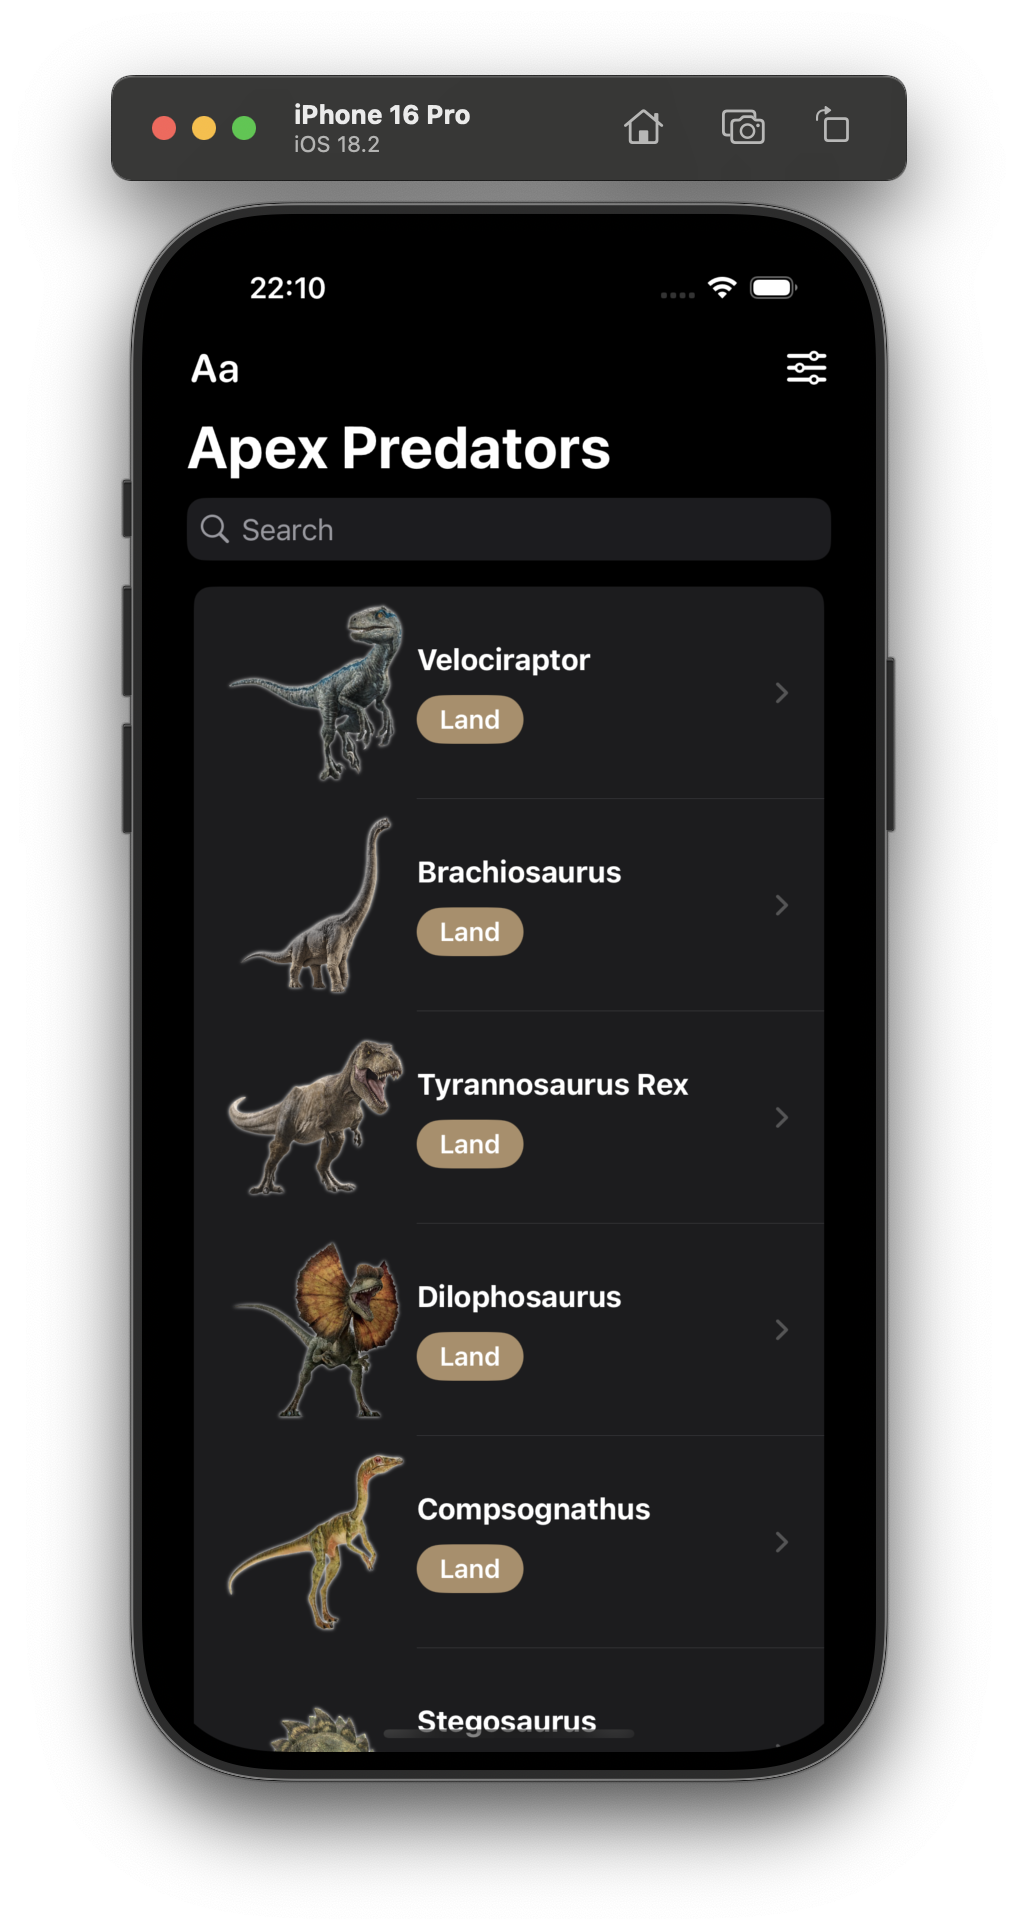 iPhone 16 Pro
iOS 18.2
22:10
Aa
Apex Predators
Search
Velociraptor
Land
Brachiosaurus
Land
Tyrannosaurus Rex
Land
Dilophosaurus
Land
Compsognathus
Land
Stegosaurus